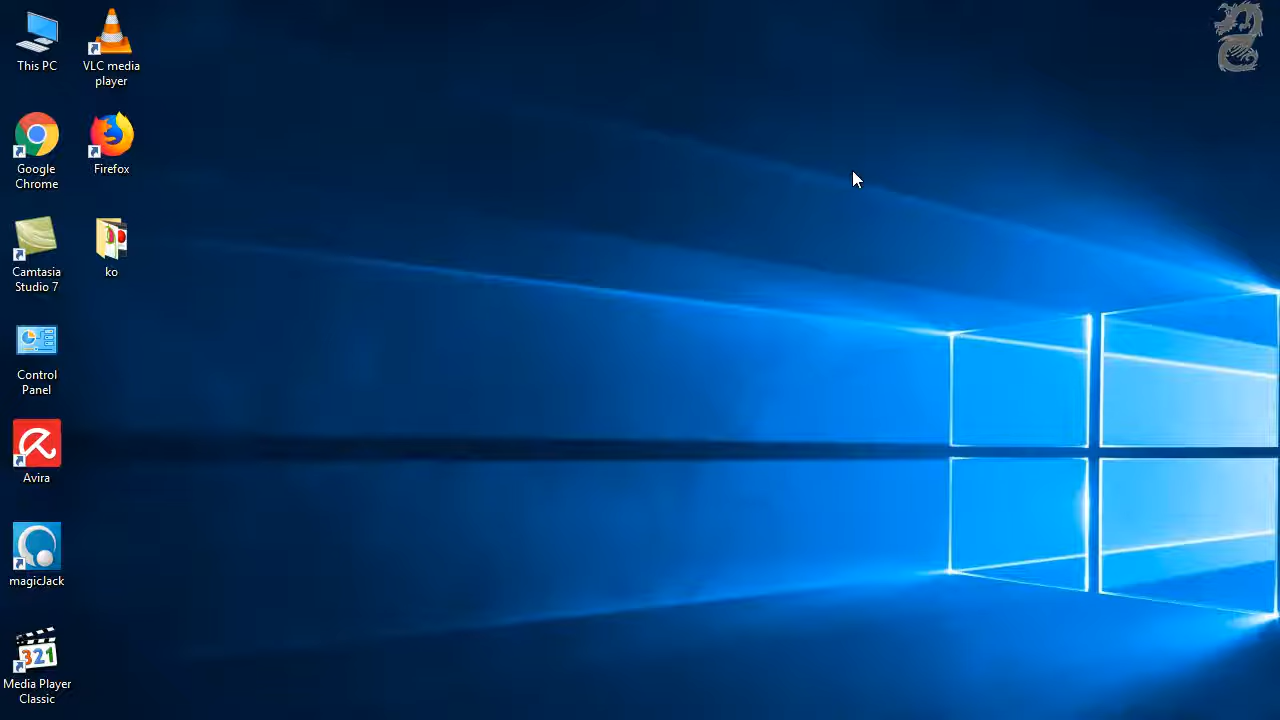 This PC
VLC media
player
Google
Chrome
Firefox
Camtasia
Studio 7
ko
Control
Panel
Avira
magicJack
321
Media Player
Classic